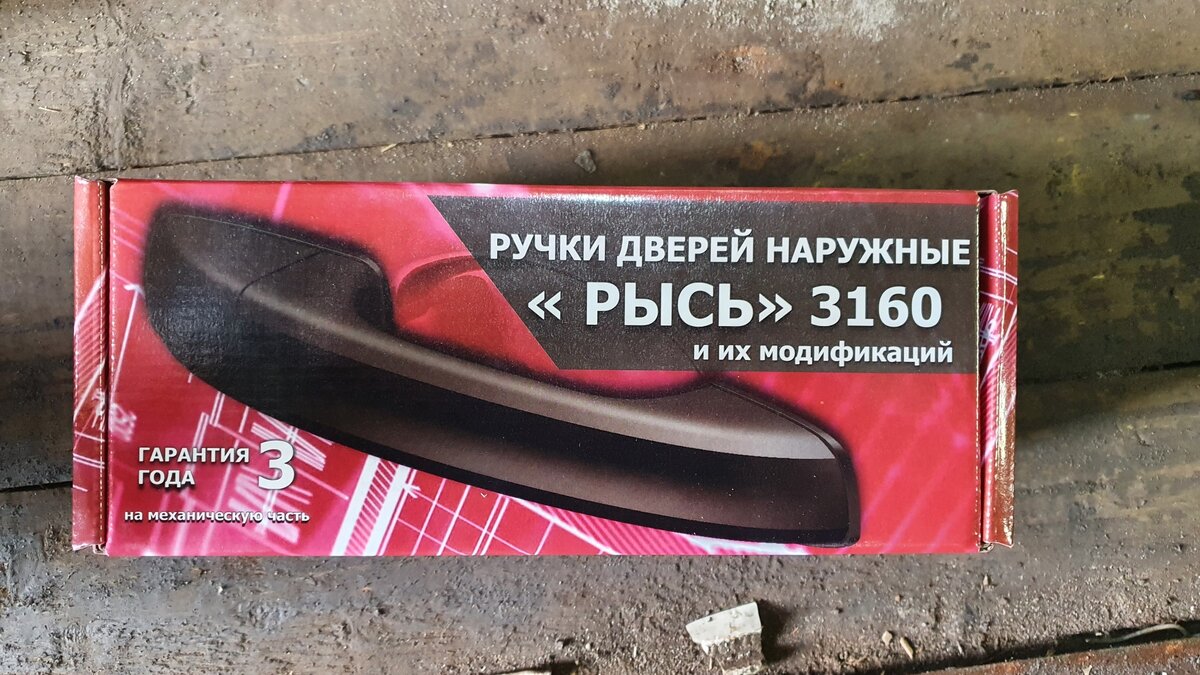 РУЧКИ ДВЕРЕЙ НАРУЖНЫЕ
« РЫСЬ» 3160
и их модификаций
ГАРАНТИЯ 3
ГОДА
на механическую часть